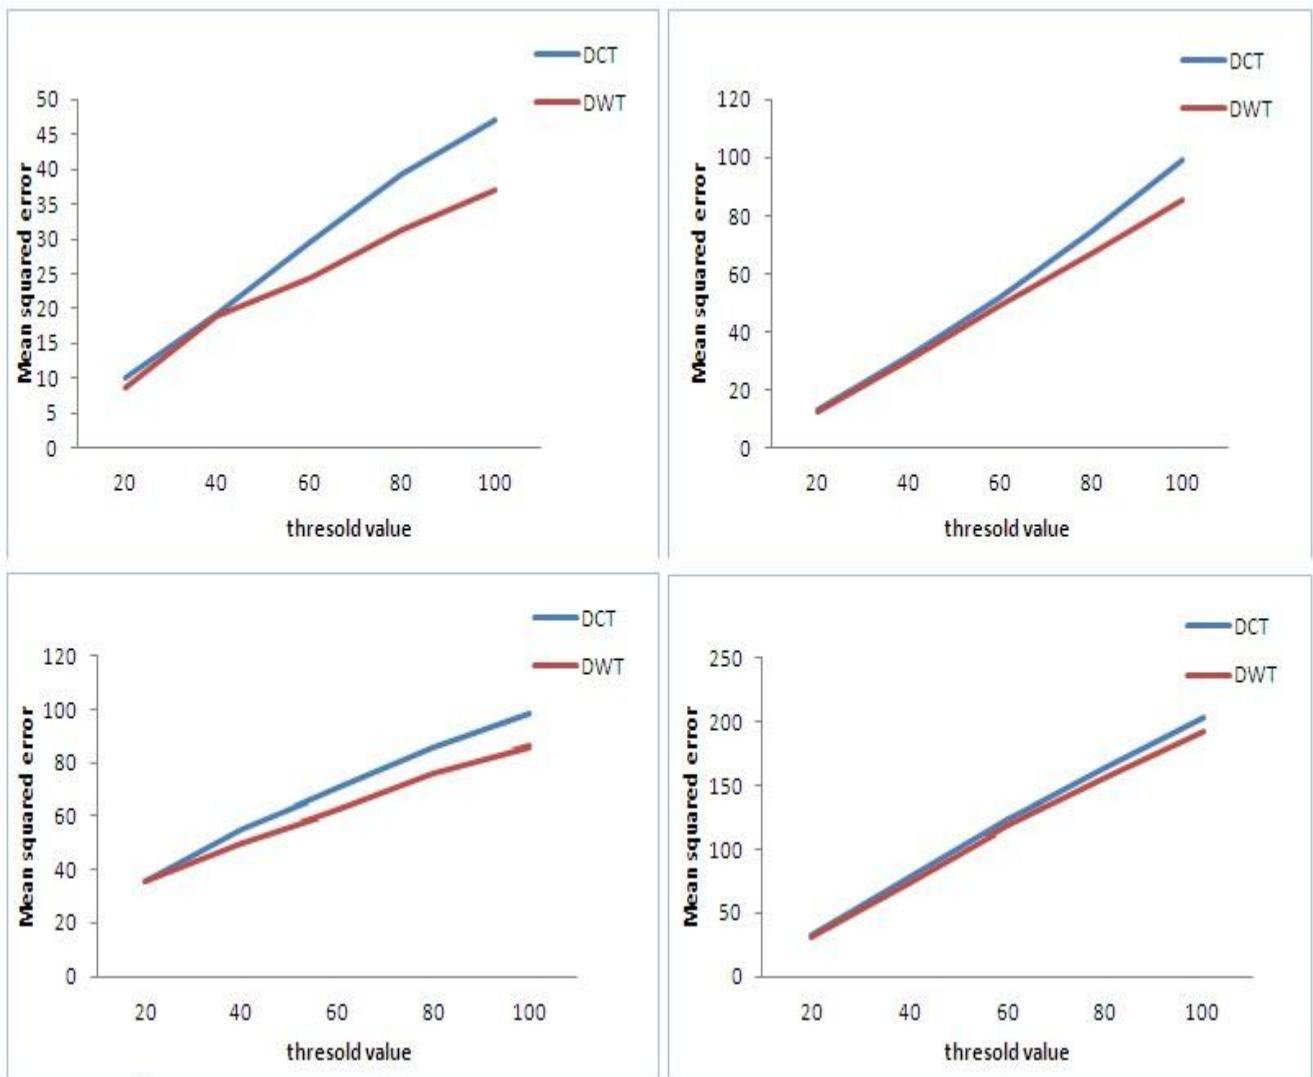 DCT
DWT
50
45
40
35
30
25
20
15
10
5
0
Mean squared error
20 40 60 80 100
thresold value
DCT
DWT
120
100
80
60
40
20
0
Mean squared error
20 40 60 80 100
thresold value
DCT
DWT
120
100
80
60
40
20
0
Mean squared error
20 40 60 80 100
thresold value
DCT
DWT
250
200
150
100
50
0
Mean squared error
20 40 60 80 100
thresold value